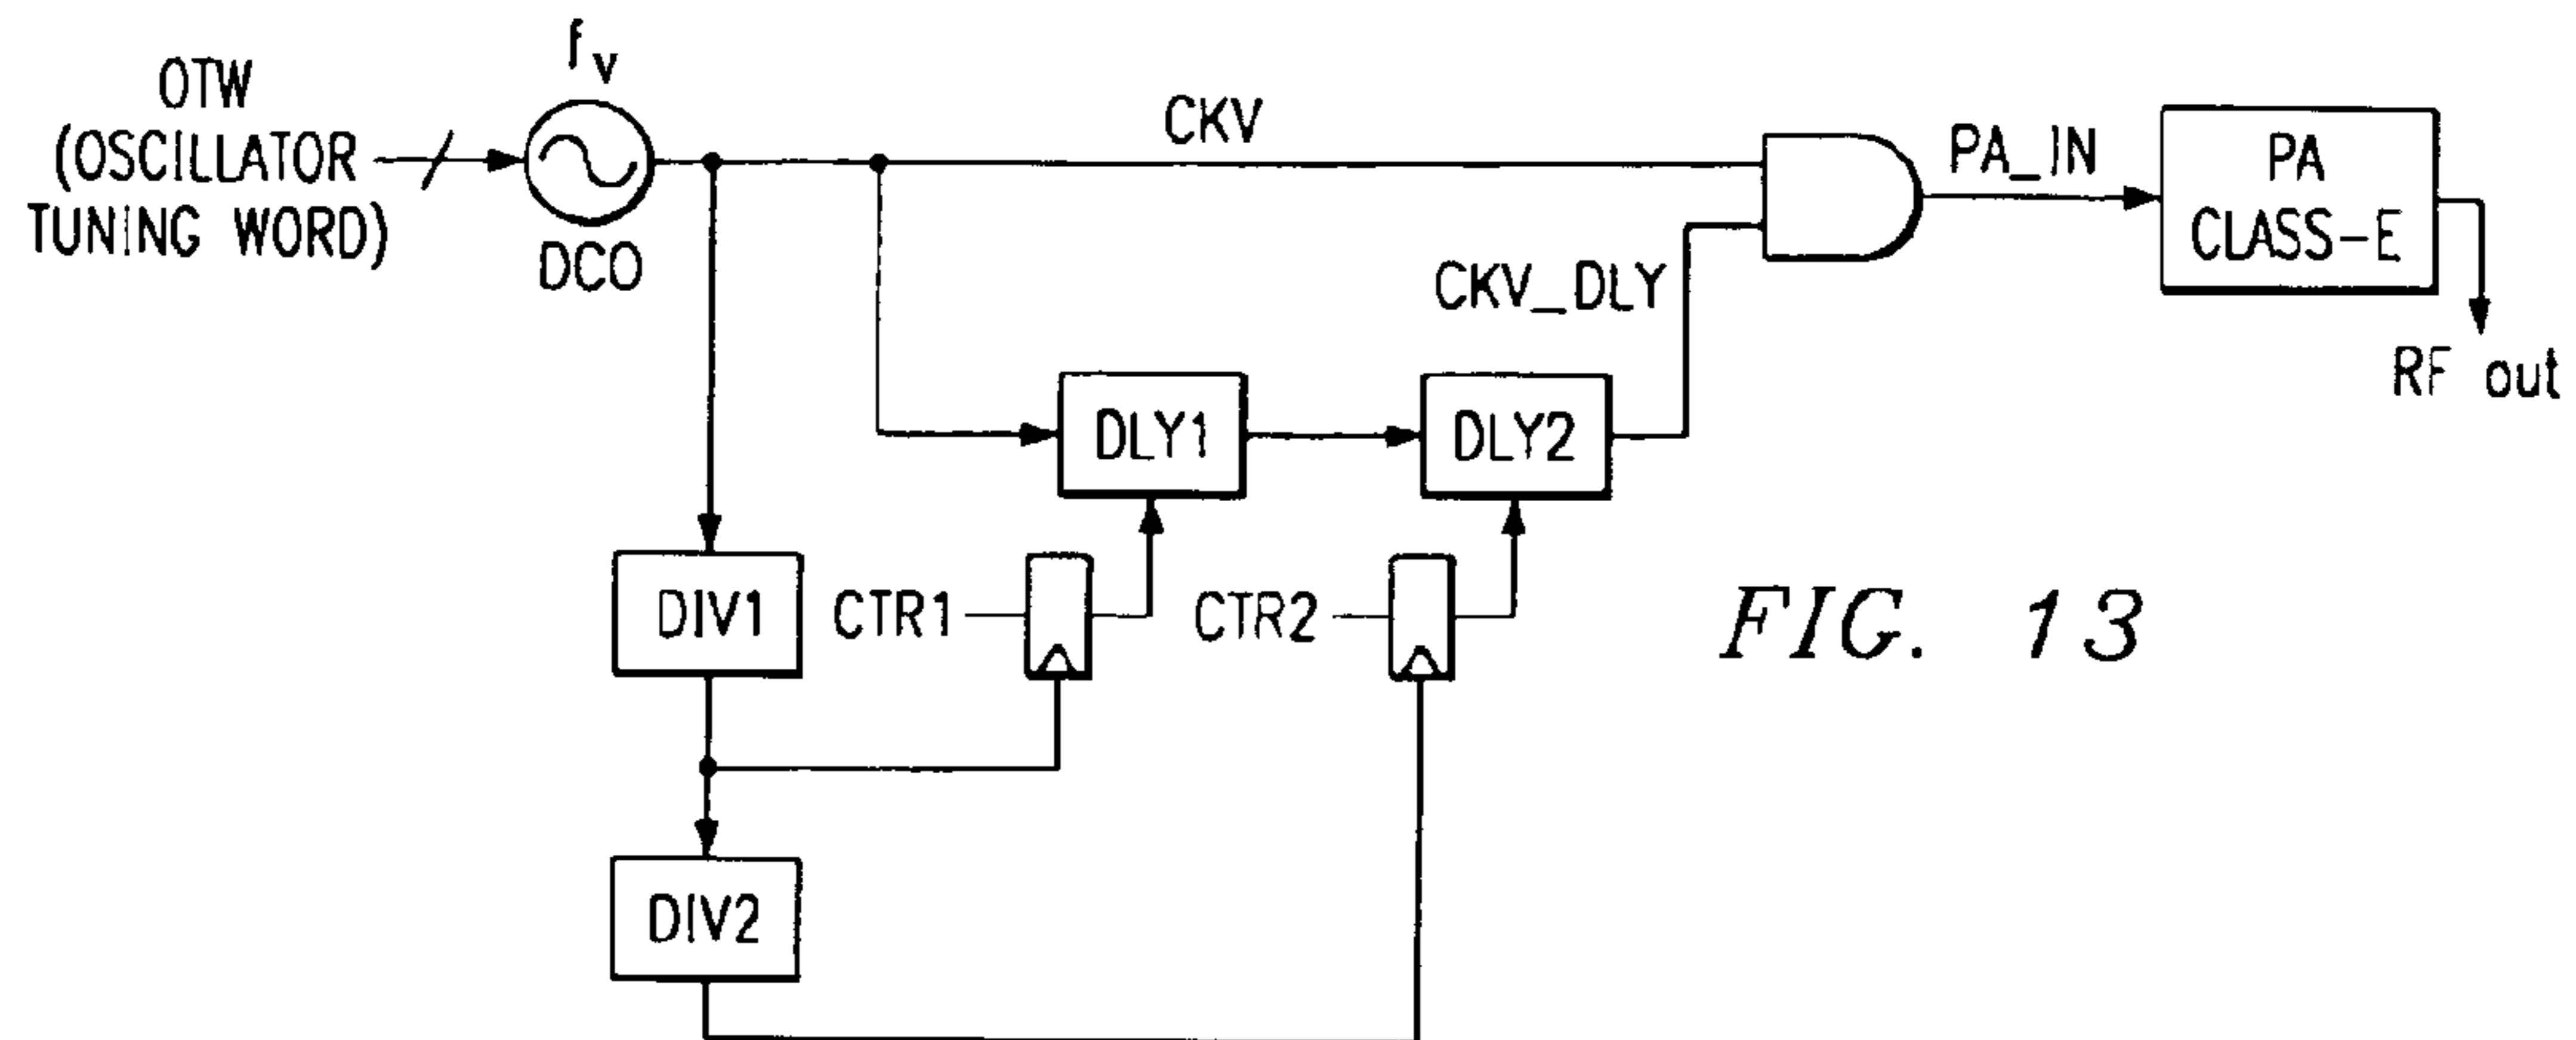 fv
OTW
(OSCILLATOR
TUNING WORD)
DCO
CKV
PA_IN
PA
CLASS-E
CKV_DLY
RF out
DLY1
DLY2
DIV1
CTR1
CTR2
FIG. 13
DIV2